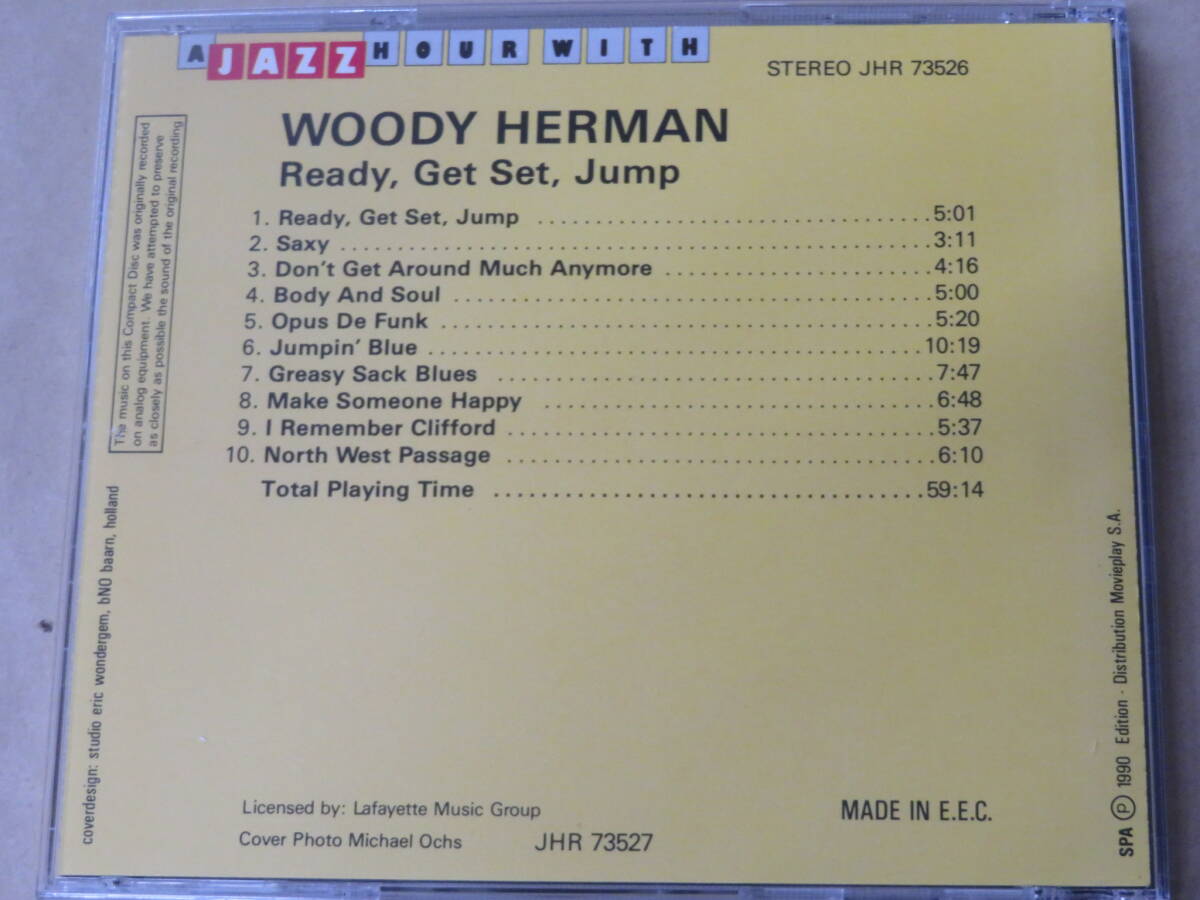 A JAZZ HOUR WITH
STEREO JHR 73526
WOODY HERMAN
Ready, Get Set, Jump
1. Ready, Get Set, Jump ..................................5:01
2. Saxy ..................................................3:11
3. Don't Get Around Much Anymore .......................4:16
4. Body And Soul .........................................5:00
5. Opus De Funk ..........................................5:20
6. Jumpin' Blue ..........................................10:19
7. Greasy Sack Blues .....................................7:47
8. Make Someone Happy ..................................6:48
9. I Remember Clifford ....................................5:37
10. North West Passage ....................................6:10
Total Playing Time .....................................59:14
The music on this Compact Disc was originally recorded
on analog equipment. We have attempted to preserve
as closely as possible the sound of the original recording
coverdesign: studio eric wondergem, bNO baarn, holland
Licensed by: Lafayette Music Group
Cover Photo Michael Ochs
JHR 73527
MADE IN E.E.C.
SPA ℗ 1990 Edition - Distribution Movieplay S.A.